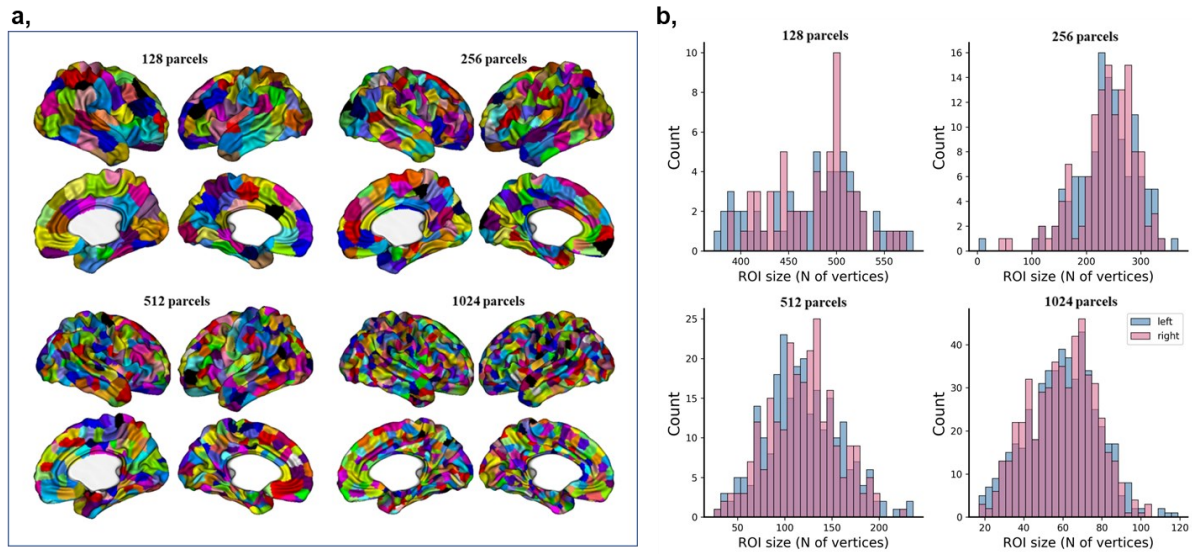 a,
128 parcels
256 parcels
512 parcels
1024 parcels
b,
128 parcels
Count
10
8
6
4
2
0
400
450
500
550
ROI size (N of vertices)
256 parcels
Count
16
14
12
10
8
6
4
2
0
0
100
200
300
ROI size (N of vertices)
512 parcels
Count
25
20
15
10
5
0
50
100
150
200
ROI size (N of vertices)
1024 parcels
left
right
Count
40
30
20
10
0
20
40
60
80
100
120
ROI size (N of vertices)